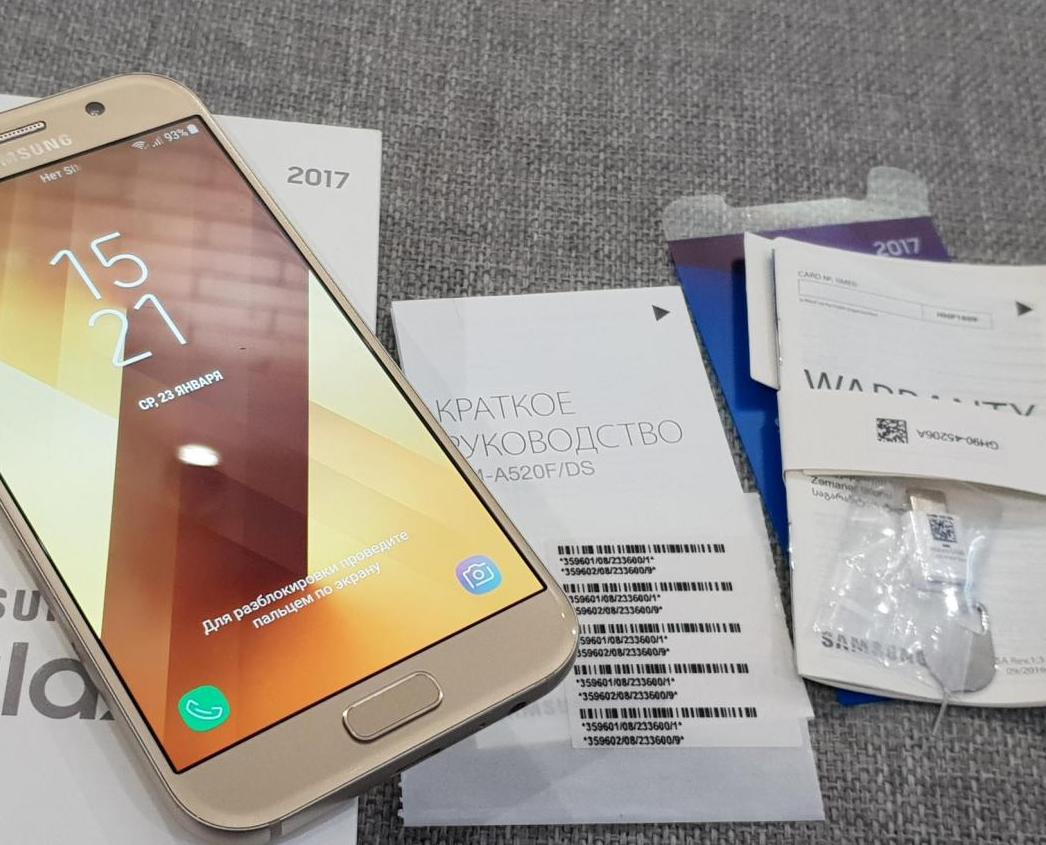 SAMSUNG
93%
Нет SI
15
21
СР, 23 ЯНВАРЯ
Для разблокировки проведите
пальцем по экрану
2017
КРАТКОЕ
РУКОВОДСТВО
M-A520F/DS
*359601/08/233600/1*
*359602/08/233600/9*
359601/08/233600/1*
359602/08/233600/9*
359601/08/233600/1*
359602/08/233600/9*
*359601/08/233600/1*
*359602/08/233600/9*
*359601/08/233600/1*
*359602/08/233600/9*
2017
WARRANTY
GH90-45206A
SAMSUNG